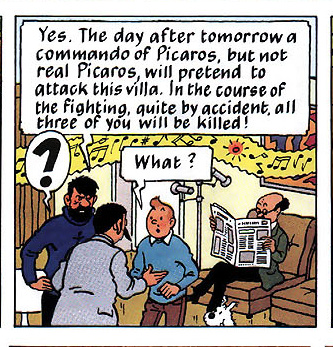 Yes. The day after tomorrow a
commando of Picaros, but not
real Picaros, will pretend to
attack this villa. In the course of
the fighting, quite by accident, all
three of you will be killed!
?
What ?